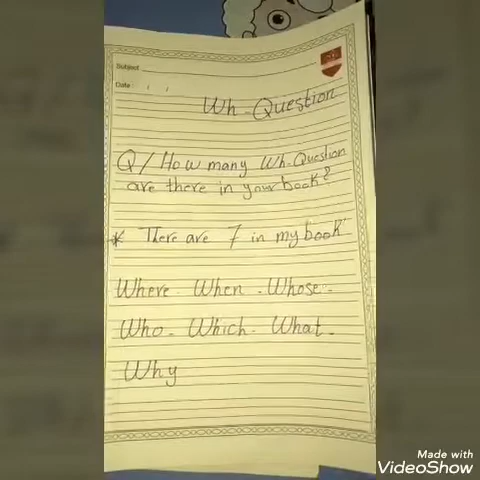 Subject
Date / /
Wh-Question
Q/ How many Wh-Question
are there in your book?
* There are 7 in my book
Where - When - Whose -
Who - Which - What -
Why
Made with
VideoShow